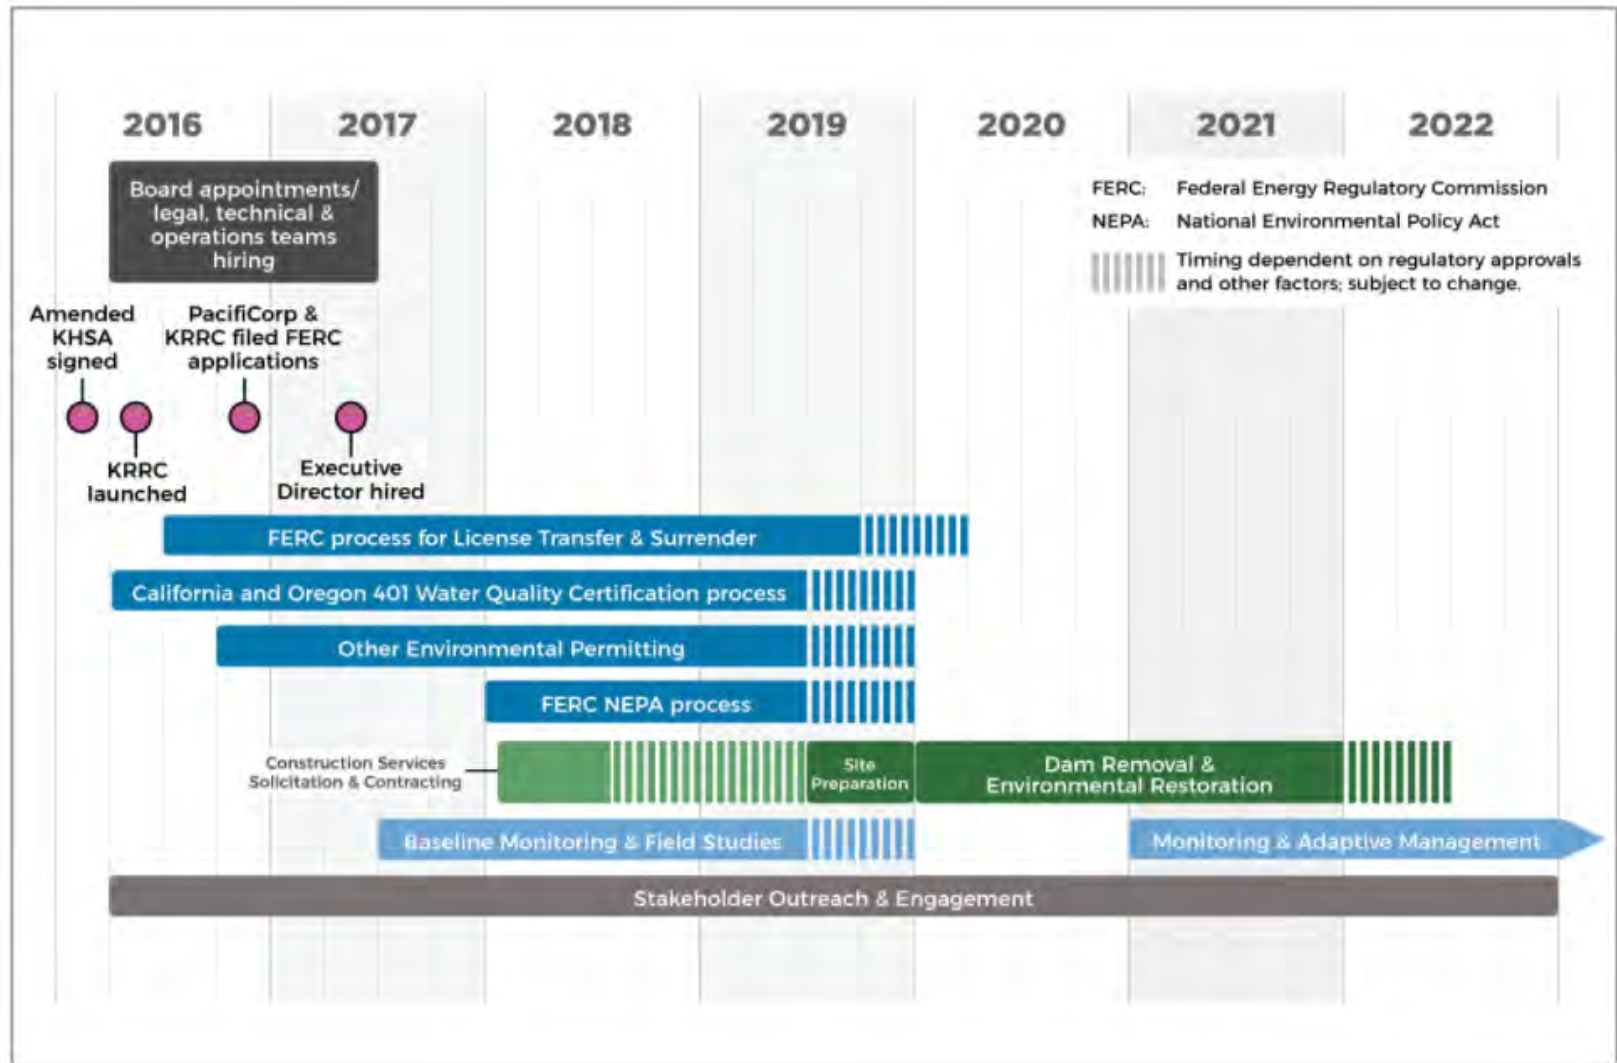 2016 2017 2018 2019 2020 2021 2022
Board appointments/
legal, technical &
operations teams
hiring
FERC: Federal Energy Regulatory Commission
NEPA: National Environmental Policy Act
Timing dependent on regulatory approvals
and other factors; subject to change.
Amended
KHSA
signed
PacifiCorp &
KRRC filed FERC
applications
KRRC
launched
Executive
Director hired
FERC process for License Transfer & Surrender
California and Oregon 401 Water Quality Certification process
Other Environmental Permitting
FERC NEPA process
Construction Services
Solicitation & Contracting
Site
Preparation
Dam Removal &
Environmental Restoration
Baseline Monitoring & Field Studies
Monitoring & Adaptive Management
Stakeholder Outreach & Engagement